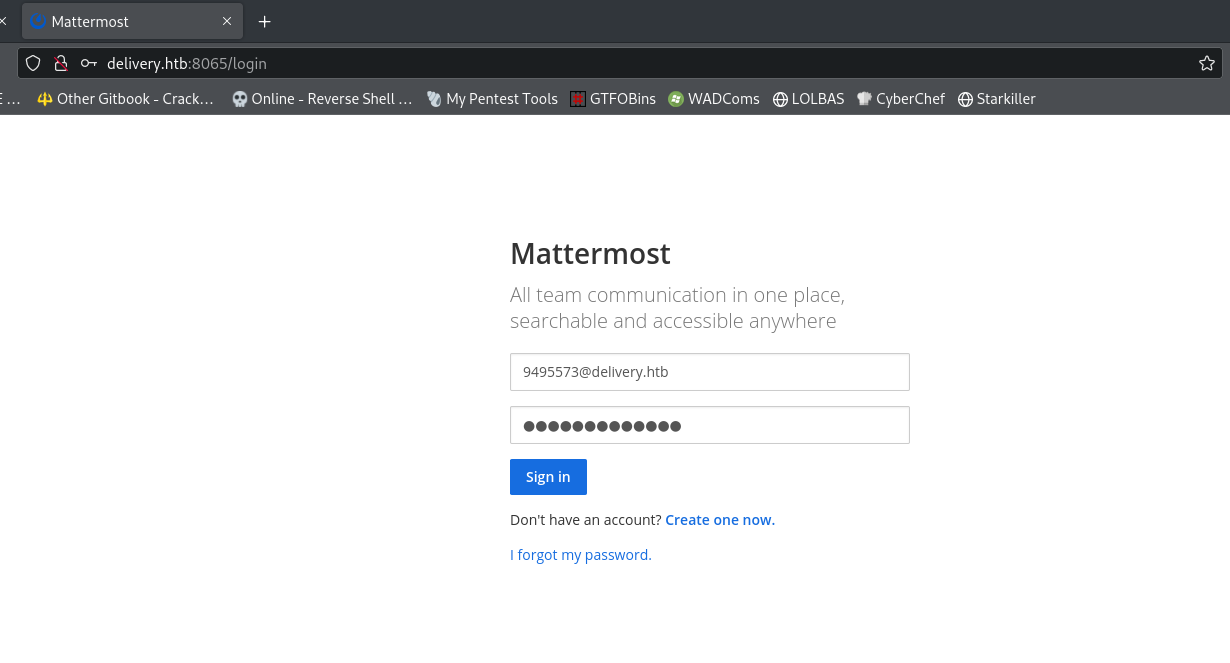 Mattermost
delivery.htb:8065/login
E ... Other Gitbook - Crack... Online - Reverse Shell ... My Pentest Tools GTFOBins WADComs LOLBAS CyberChef Starkiller
Mattermost
All team communication in one place,
searchable and accessible anywhere
9495573@delivery.htb
Sign in
Don't have an account? Create one now.
I forgot my password.